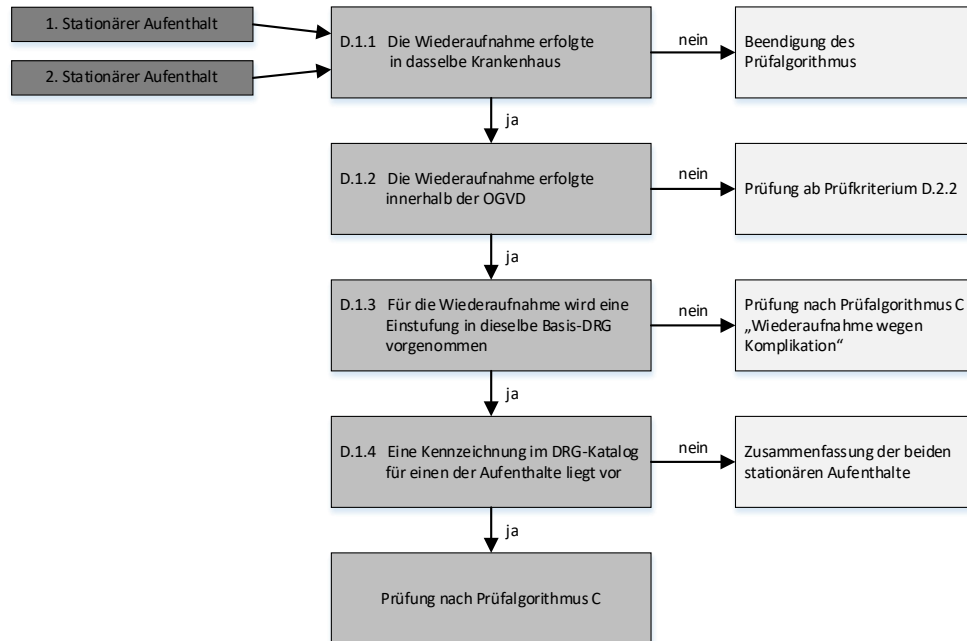 1. Stationärer Aufenthalt
2. Stationärer Aufenthalt
D.1.1 Die Wiederaufnahme erfolgte
in dasselbe Krankenhaus
nein
Beendigung des
Prüfalgorithmus
ja
D.1.2 Die Wiederaufnahme erfolgte
innerhalb der OGVD
nein
Prüfung ab Prüfkriterium D.2.2
ja
D.1.3 Für die Wiederaufnahme wird eine
Einstufung in dieselbe Basis-DRG
vorgenommen
nein
Prüfung nach Prüfalgorithmus C
„Wiederaufnahme wegen
Komplikation“
ja
D.1.4 Eine Kennzeichnung im DRG-Katalog
für einen der Aufenthalte liegt vor
nein
Zusammenfassung der beiden
stationären Aufenthalte
ja
Prüfung nach Prüfalgorithmus C